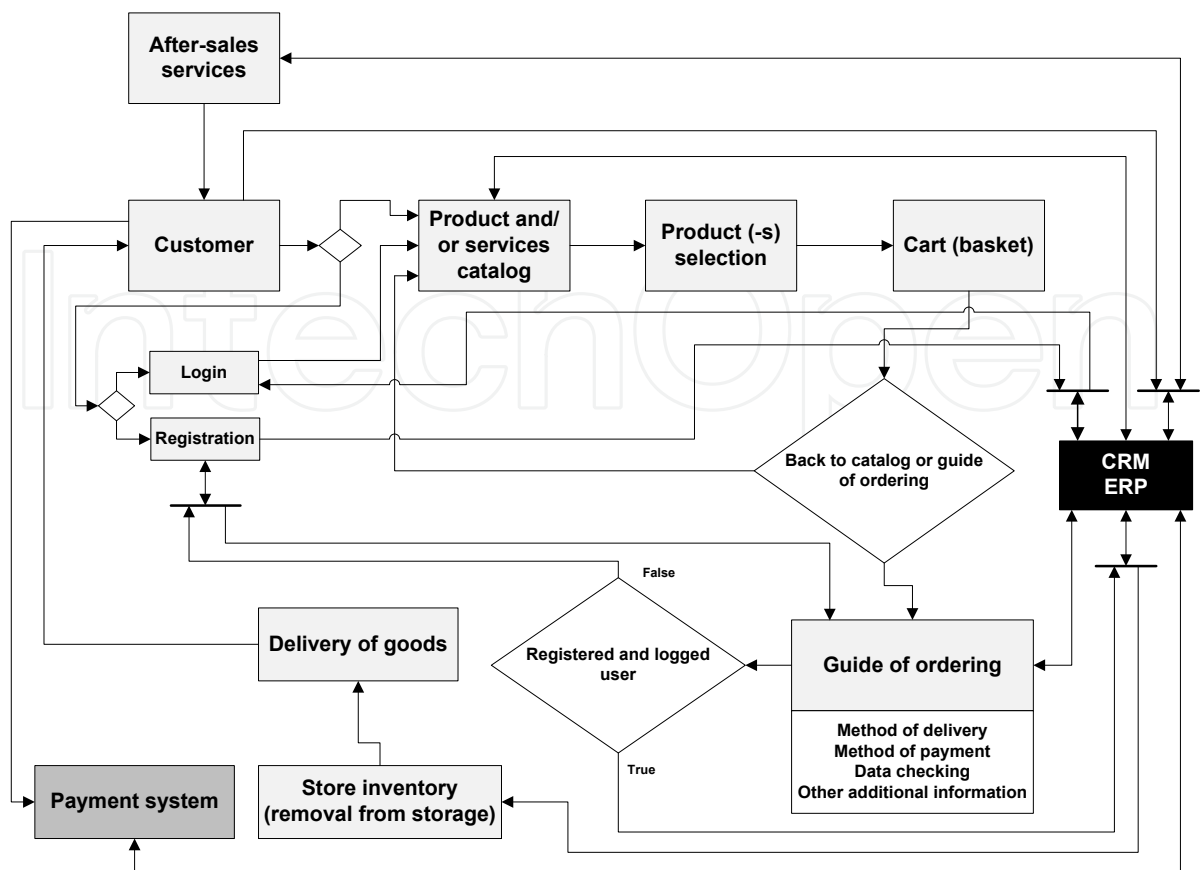 After-sales
services
Customer
Product and/
or services
catalog
Product (-s)
selection
Cart (basket)
IntechOpen
Login
Registration
Back to catalog or guide
of ordering
CRM
ERP
False
Delivery of goods
Registered and logged
user
Guide of ordering
Method of delivery
Method of payment
Data checking
Other additional information
True
Payment system
Store inventory
(removal from storage)